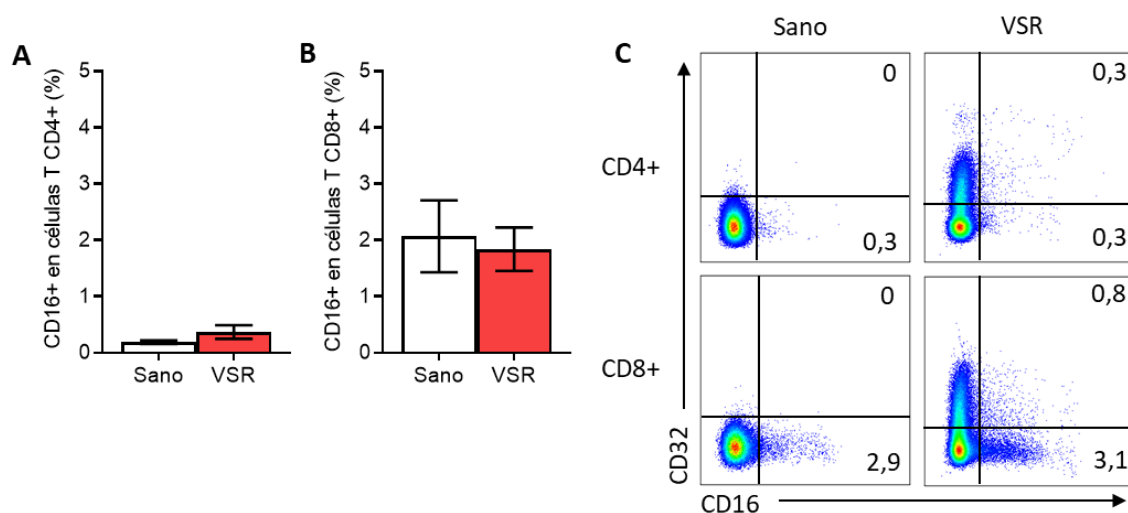 A
CD16+ en células T CD4+ (%)
5
4
3
2
1
0
Sano
VSR
B
CD16+ en células T CD8+ (%)
5
4
3
2
1
0
Sano
VSR
C
Sano
VSR
CD4+
0
0,3
0,3
0,3
CD8+
0
0,8
2,9
3,1
CD32
CD16